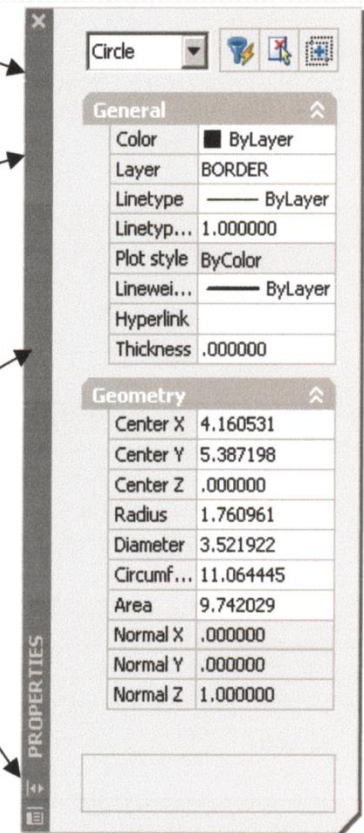 Circle
General
Color ByLayer
Layer BORDER
Linetype ByLayer
Linetyp... 1.000000
Plot style ByColor
Linewei... ByLayer
Hyperlink
Thickness .000000
Geometry
Center X 4.160531
Center Y 5.387198
Center Z .000000
Radius 1.760961
Diameter 3.521922
Circumf... 11.064445
Area 9.742029
Normal X .000000
Normal Y .000000
Normal Z 1.000000
PROPERTIES